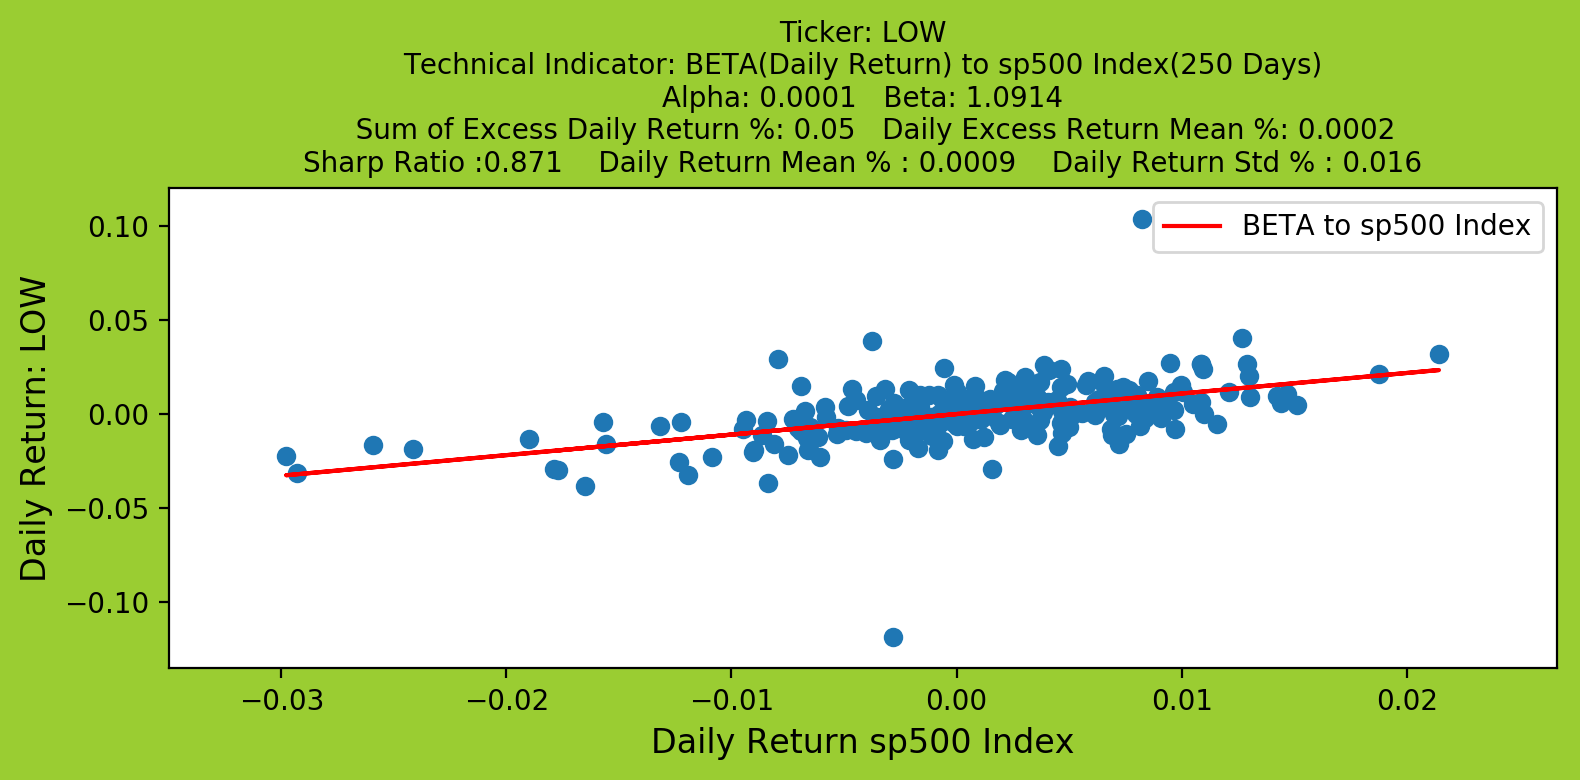 Ticker: LOW
Technical Indicator: BETA(Daily Return) to sp500 Index(250 Days)
Alpha: 0.0001   Beta: 1.0914
Sum of Excess Daily Return %: 0.05   Daily Excess Return Mean %: 0.0002
Sharp Ratio :0.871    Daily Return Mean % : 0.0009    Daily Return Std % : 0.016
BETA to sp500 Index
Daily Return: LOW
0.10
0.05
0.00
−0.05
−0.10
−0.03 −0.02 −0.01 0.00 0.01 0.02
Daily Return sp500 Index